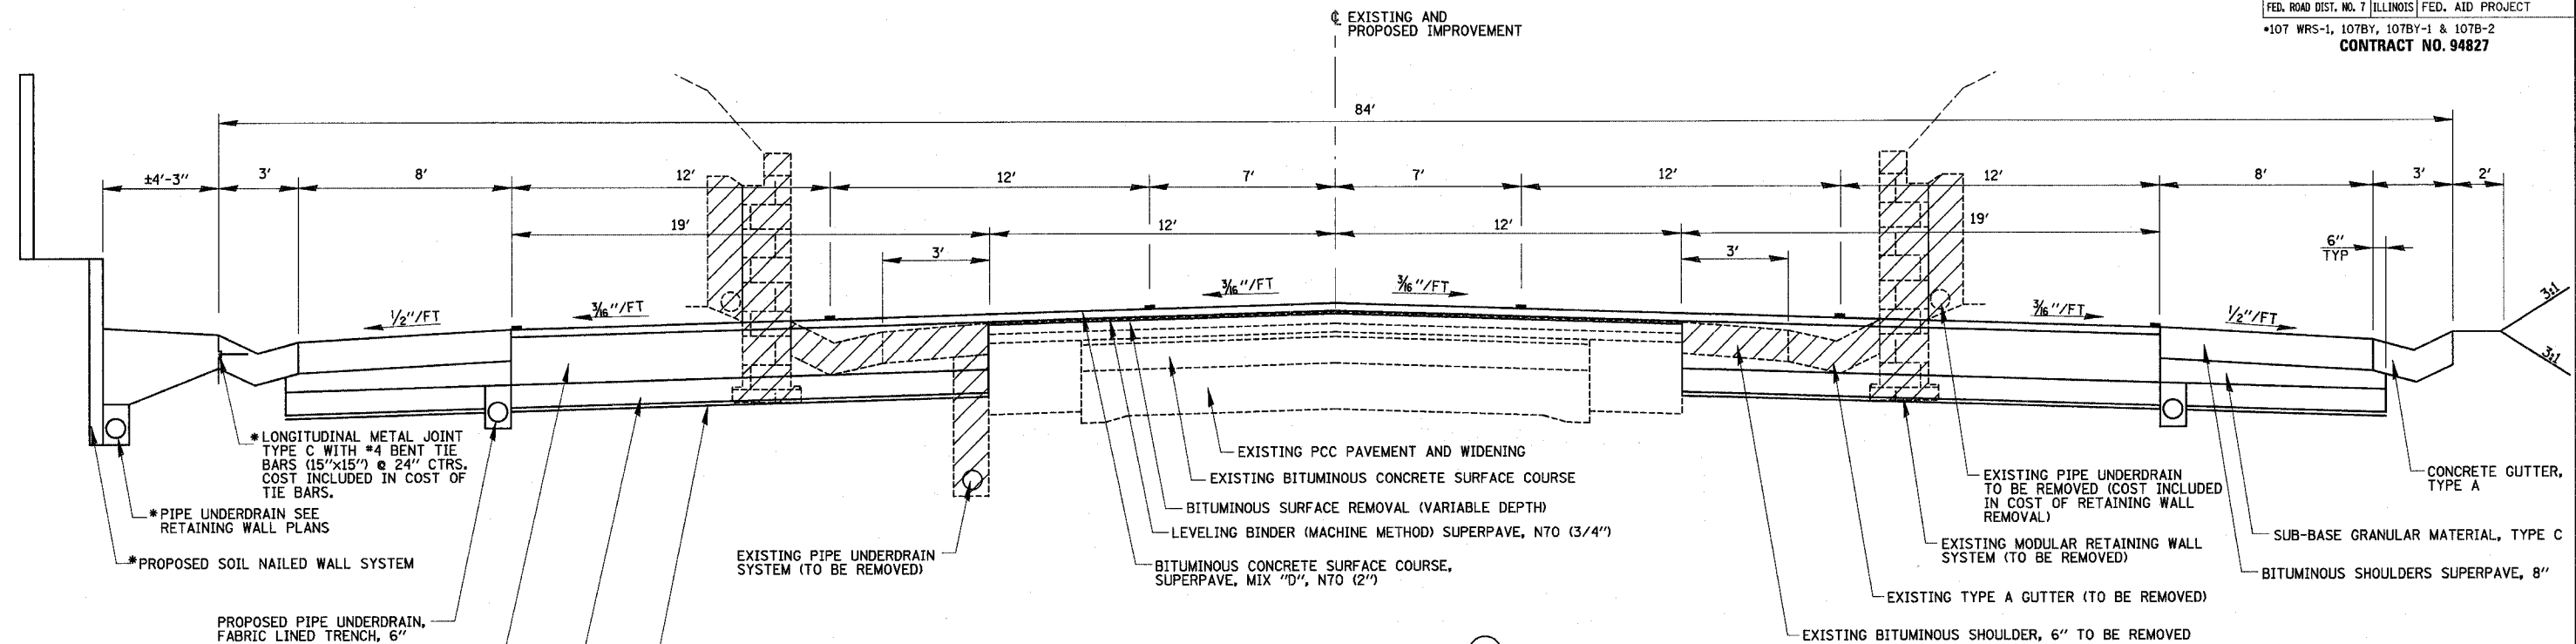 FED. ROAD DIST. NO. 7 ILLINOIS FED. AID PROJECT
*107 WRS-1, 107BY, 107BY-1 & 107B-2
CONTRACT NO. 94827
℄ EXISTING AND
PROPOSED IMPROVEMENT
84'
±4'-3" 3' 8' 12' 12' 7' 7' 12' 12' 8' 3' 2'
19' 12' 12' 19'
3' 3'
6"
TYP
1/2"/FT 3/16"/FT 3/16"/FT 3/16"/FT 3/16"/FT 1/2"/FT
3:1
3:1
*LONGITUDINAL METAL JOINT
TYPE C WITH #4 BENT TIE
BARS (15"x15") @ 24" CTRS.
COST INCLUDED IN COST OF
TIE BARS.
*PIPE UNDERDRAIN SEE
RETAINING WALL PLANS
*PROPOSED SOIL NAILED WALL SYSTEM
PROPOSED PIPE UNDERDRAIN,
FABRIC LINED TRENCH, 6"
EXISTING PIPE UNDERDRAIN
SYSTEM (TO BE REMOVED)
EXISTING PCC PAVEMENT AND WIDENING
EXISTING BITUMINOUS CONCRETE SURFACE COURSE
BITUMINOUS SURFACE REMOVAL (VARIABLE DEPTH)
LEVELING BINDER (MACHINE METHOD) SUPERPAVE, N70 (3/4")
BITUMINOUS CONCRETE SURFACE COURSE,
SUPERPAVE, MIX "D", N70 (2")
EXISTING PIPE UNDERDRAIN
TO BE REMOVED (COST INCLUDED
IN COST OF RETAINING WALL
REMOVAL)
EXISTING MODULAR RETAINING WALL
SYSTEM (TO BE REMOVED)
EXISTING TYPE A GUTTER (TO BE REMOVED)
EXISTING BITUMINOUS SHOULDER, 6" TO BE REMOVED
CONCRETE GUTTER,
TYPE A
SUB-BASE GRANULAR MATERIAL, TYPE C
BITUMINOUS SHOULDERS SUPERPAVE, 8"